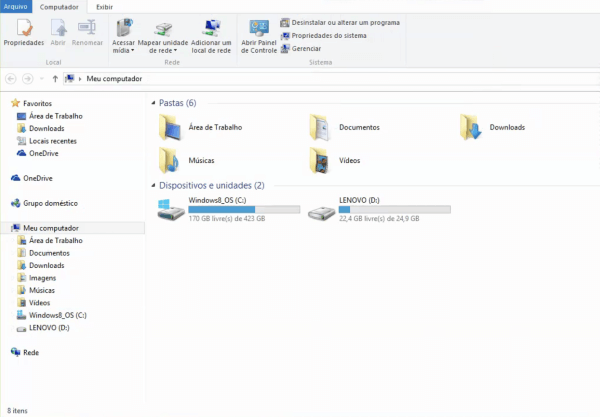 Arquivo Computador Exibir
Propriedades Abrir Renomear
Local
Acessar mídia Mapear unidade de rede Adicionar um local de rede
Rede
Abrir Painel de Controle
Desinstalar ou alterar um programa
Propriedades do sistema
Gerenciar
Sistema
Meu computador
Favoritos
Área de Trabalho
Downloads
Locais recentes
OneDrive
OneDrive
Grupo doméstico
Meu computador
Área de Trabalho
Documentos
Downloads
Imagens
Músicas
Vídeos
Windows8_OS (C:)
LENOVO (D:)
Rede
Pastas (6)
Área de Trabalho Documentos Downloads
Músicas Vídeos
Dispositivos e unidades (2)
Windows8_OS (C:) LENOVO (D:)
170 GB livre(s) de 423 GB 22,4 GB livre(s) de 24,9 GB
8 itens